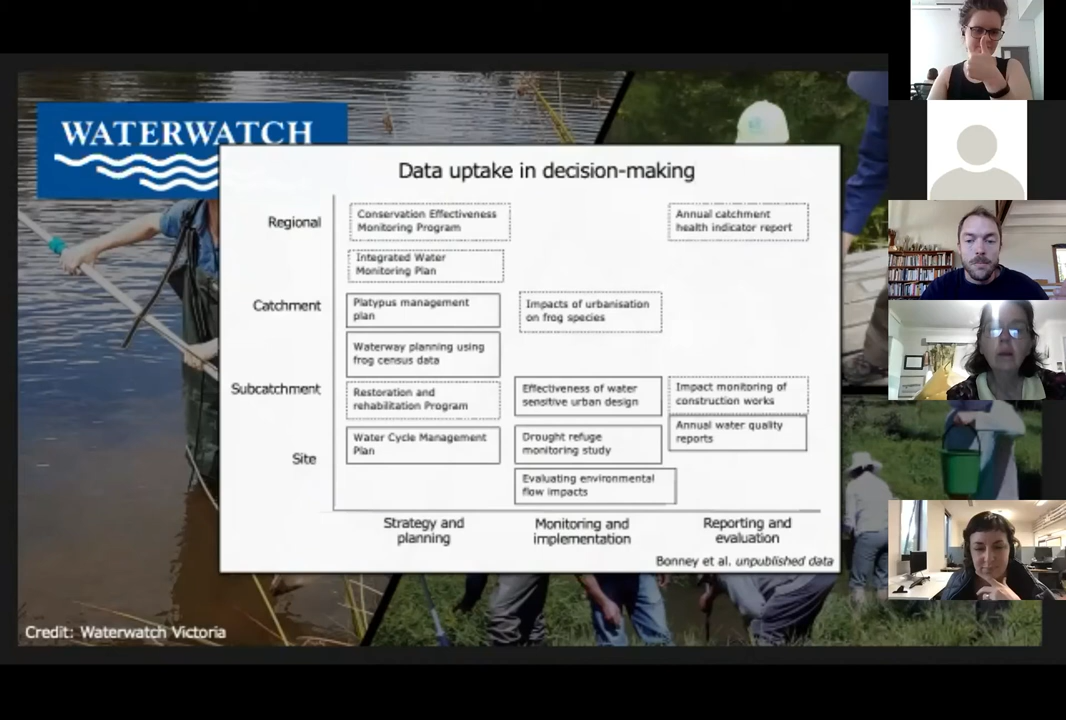 WATERWATCH
Data uptake in decision-making
Regional
Conservation Effectiveness
Monitoring Program
Annual catchment
health indicator report
Integrated Water
Monitoring Plan
Catchment
Platypus management
plan
Impacts of urbanisation
on frog species
Waterway planning using
frog census data
Subcatchment
Restoration and
rehabilitation Program
Effectiveness of water
sensitive urban design
Impact monitoring of
construction works
Annual water quality
reports
Site
Water Cycle Management
Plan
Drought refuge
monitoring study
Evaluating environmental
flow impacts
Strategy and
planning
Monitoring and
implementation
Reporting and
evaluation
Bonney et al. unpublished data
Credit: Waterwatch Victoria